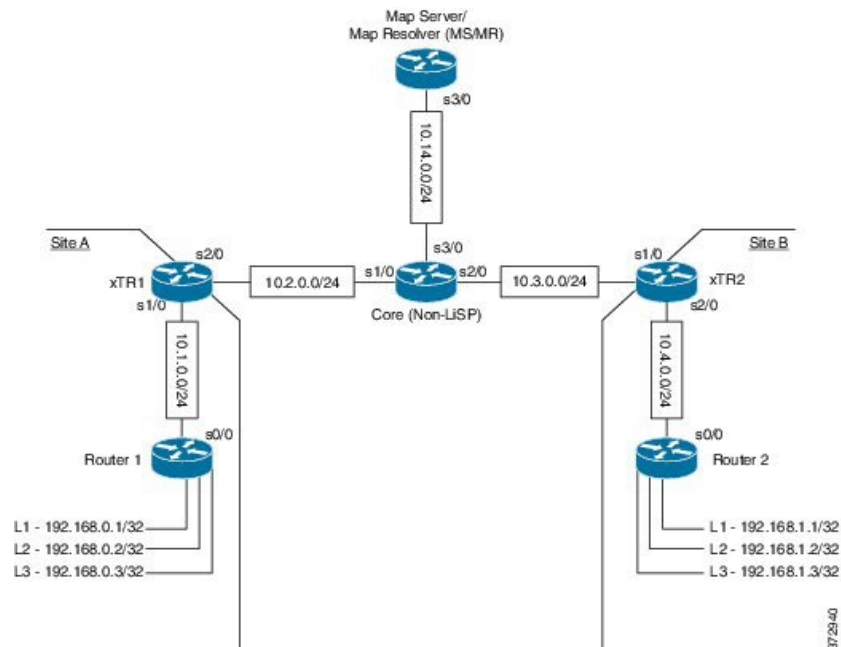 Map Server/
Map Resolver (MS/MR)
s3/0
10.14.0.0/24
s3/0
Site A
s2/0
xTR1
s1/0
10.2.0.0/24
s1/0
s2/0
Core (Non-LiSP)
10.3.0.0/24
s1/0
Site B
xTR2
s2/0
10.1.0.0/24
10.4.0.0/24
s0/0
Router 1
s0/0
Router 2
L1 - 192.168.0.1/32
L2 - 192.168.0.2/32
L3 - 192.168.0.3/32
L1 - 192.168.1.1/32
L2 - 192.168.1.2/32
L3 - 192.168.1.3/32